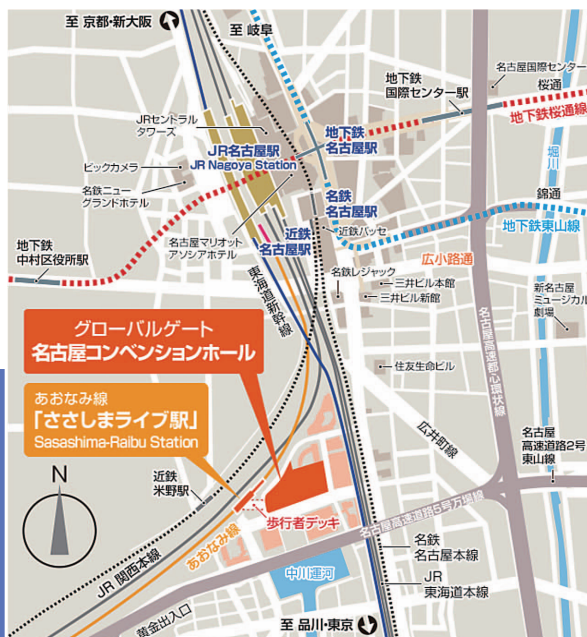 至 京都・新大阪
至 岐阜
名古屋国際センター
地下鉄
国際センター駅
桜通
地下鉄桜通線
JRセントラル
タワーズ
地下鉄
名古屋駅
JR名古屋駅
JR Nagoya Station
堀川
ビックカメラ
名鉄ニュー
グランドホテル
名鉄
名古屋駅
錦通
地下鉄東山線
近鉄パッセ
近鉄
名古屋駅
名古屋マリオット
アソシアホテル
地下鉄
中村区役所駅
広小路通
東海道新幹線
名鉄レジャック
三井ビル本館
三井ビル新館
新名古屋
ミュージカル
劇場
名古屋高速都心環状線
グローバルゲート
名古屋コンベンションホール
住友生命ビル
あおなみ線
「ささしまライブ駅」
Sasashima-Raibu Station
広井町線
名古屋
高速道路2号
東山線
N
近鉄
米野駅
歩行者デッキ
名古屋高速道路5号万場線
あおなみ線
JR 関西本線
名鉄
名古屋本線
中川運河
JR
東海道本線
黄金出入口
至 品川・東京